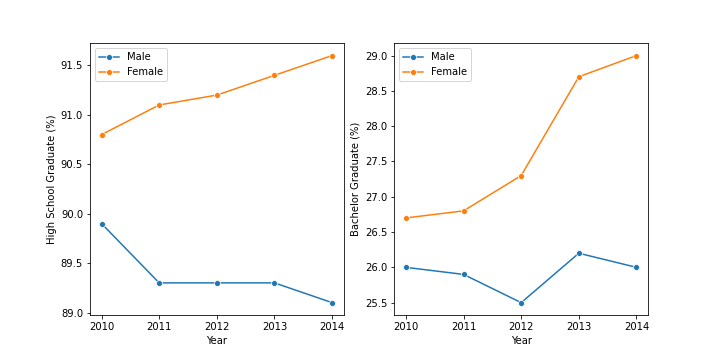 High School Graduate (%)
91.5
91.0
90.5
90.0
89.5
89.0
Male
Female
2010 2011 2012 2013 2014
Year
Bachelor Graduate (%)
29.0
28.5
28.0
27.5
27.0
26.5
26.0
25.5
Male
Female
2010 2011 2012 2013 2014
Year